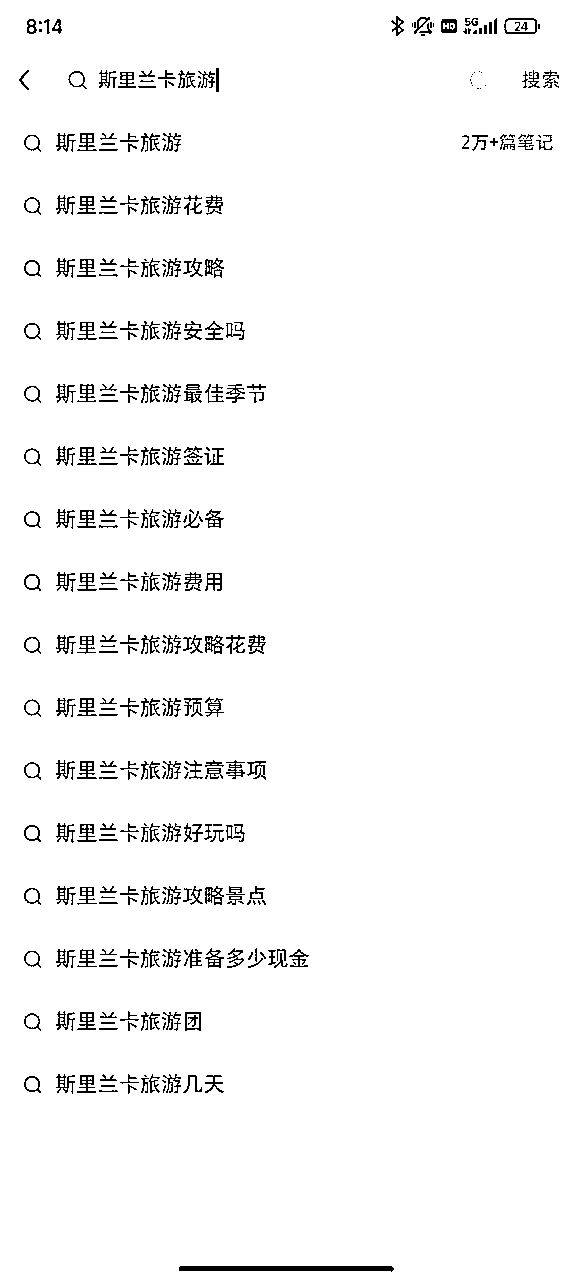 8:14 HD 5G 24
斯里兰卡旅游 搜索
斯里兰卡旅游 2万+篇笔记
斯里兰卡旅游花费
斯里兰卡旅游攻略
斯里兰卡旅游安全吗
斯里兰卡旅游最佳季节
斯里兰卡旅游签证
斯里兰卡旅游必备
斯里兰卡旅游费用
斯里兰卡旅游攻略花费
斯里兰卡旅游预算
斯里兰卡旅游注意事项
斯里兰卡旅游好玩吗
斯里兰卡旅游攻略景点
斯里兰卡旅游准备多少现金
斯里兰卡旅游团
斯里兰卡旅游几天